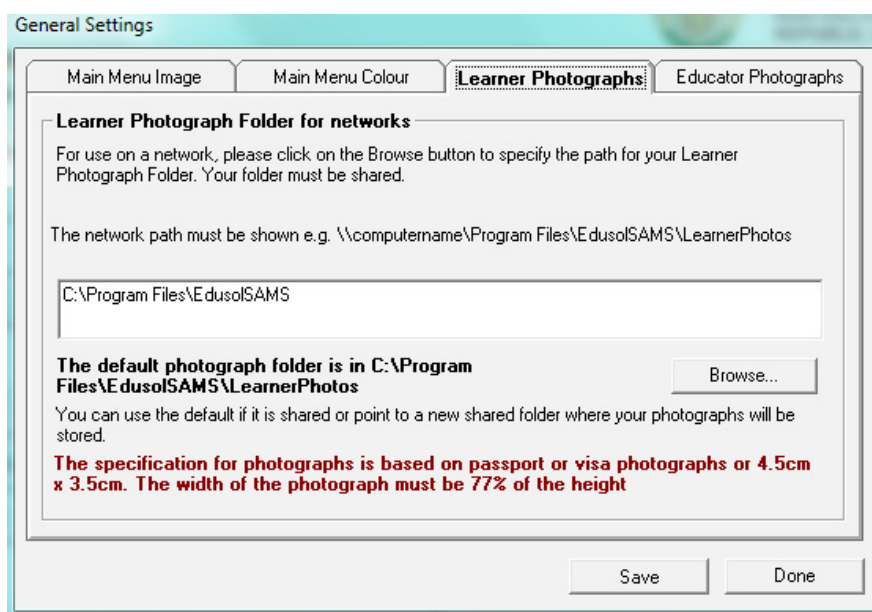 General Settings
Main Menu Image
Main Menu Colour
Learner Photographs
Educator Photographs
Learner Photograph Folder for networks
For use on a network, please click on the Browse button to specify the path for your Learner
Photograph Folder. Your folder must be shared.
The network path must be shown e.g. \\computername\Program Files\EdusolSAMS\LearnerPhotos
C:\Program Files\EdusolSAMS
The default photograph folder is in C:\Program
Files\EdusolSAMS\LearnerPhotos
Browse...
You can use the default if it is shared or point to a new shared folder where your photographs will be
stored.
The specification for photographs is based on passport or visa photographs or 4.5cm
x 3.5cm. The width of the photograph must be 77% of the height
Save
Done